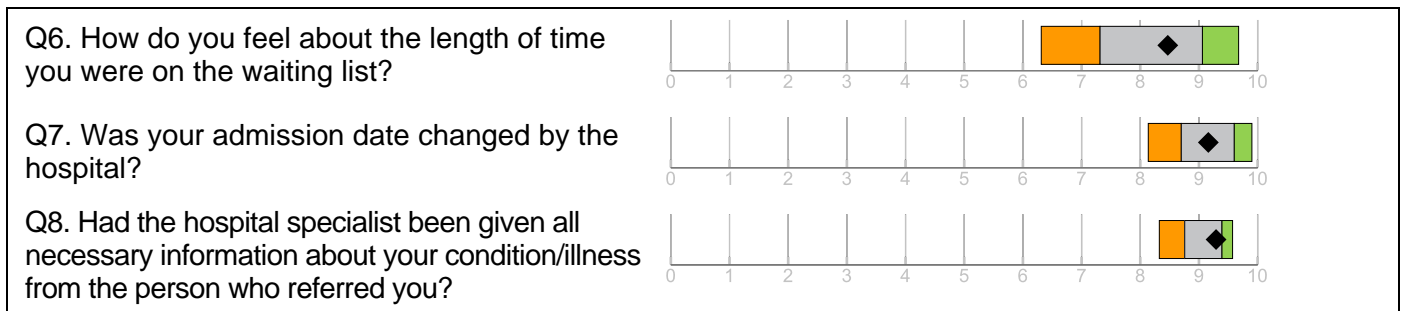 Q6. How do you feel about the length of time
you were on the waiting list?
0 1 2 3 4 5 6 7 8 9 10
Q7. Was your admission date changed by the
hospital?
0 1 2 3 4 5 6 7 8 9 10
Q8. Had the hospital specialist been given all
necessary information about your condition/illness
from the person who referred you?
0 1 2 3 4 5 6 7 8 9 10